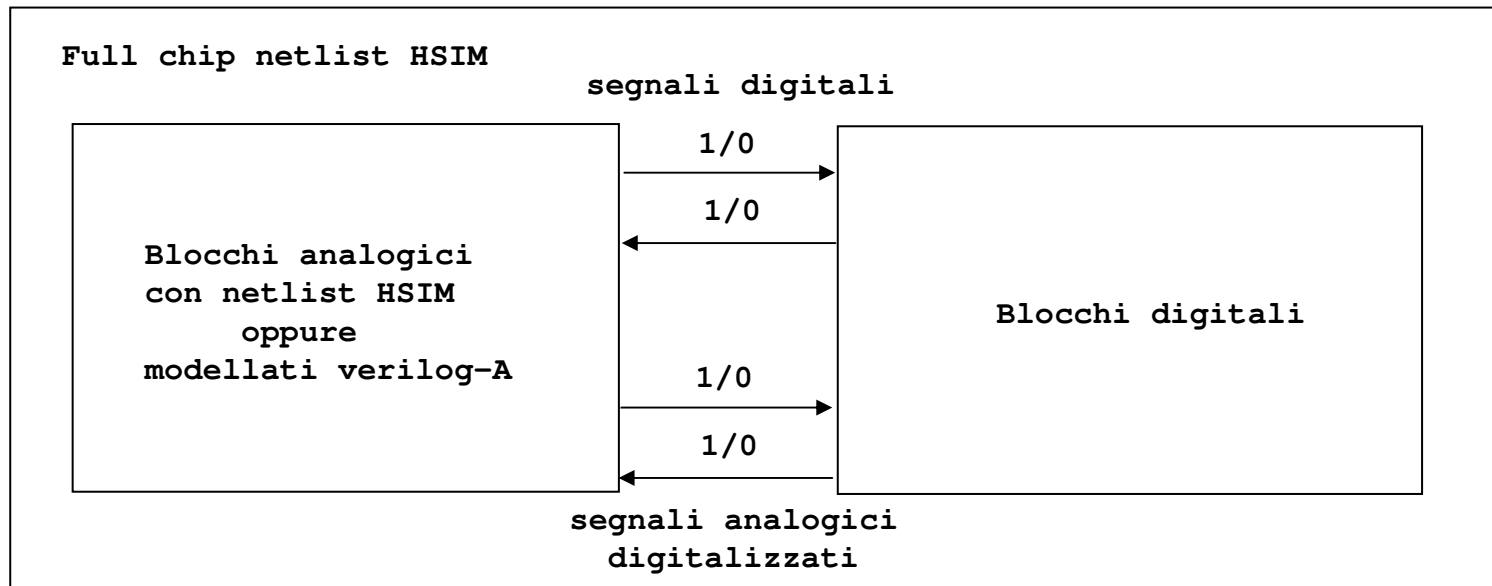 Full chip netlist HSIM
segnali digitali
1/0
1/0
Blocchi analogici
con netlist HSIM
oppure
modellati verilog-A
Blocchi digitali
1/0
1/0
segnali analogici
digitalizzati